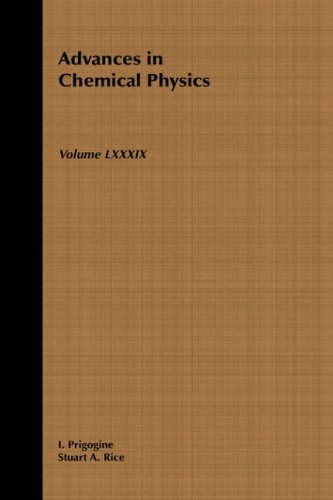 Advances in
Chemical Physics
Volume LXXXIX
I. Prigogine
Stuart A. Rice